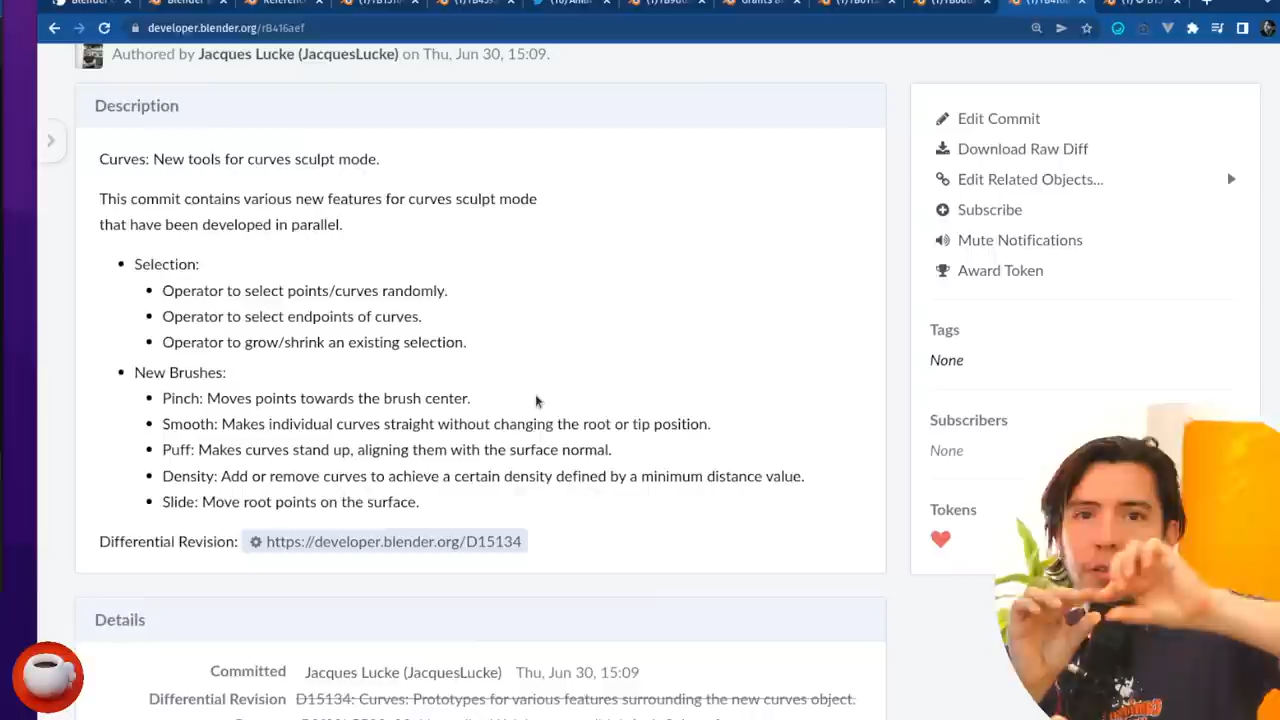 developer.blender.org/rB416aef
Authored by Jacques Lucke (JacquesLucke) on Thu, Jun 30, 15:09.
Description
Curves: New tools for curves sculpt mode.
This commit contains various new features for curves sculpt mode
that have been developed in parallel.
Selection:
Operator to select points/curves randomly.
Operator to select endpoints of curves.
Operator to grow/shrink an existing selection.
New Brushes:
Pinch: Moves points towards the brush center.
Smooth: Makes individual curves straight without changing the root or tip position.
Puff: Makes curves stand up, aligning them with the surface normal.
Density: Add or remove curves to achieve a certain density defined by a minimum distance value.
Slide: Move root points on the surface.
Differential Revision: https://developer.blender.org/D15134
Details
Committed Jacques Lucke (JacquesLucke) Thu, Jun 30, 15:09
Differential Revision D15134: Curves: Prototypes for various features surrounding the new curves object.
Edit Commit
Download Raw Diff
Edit Related Objects...
Subscribe
Mute Notifications
Award Token
Tags
None
Subscribers
None
Tokens